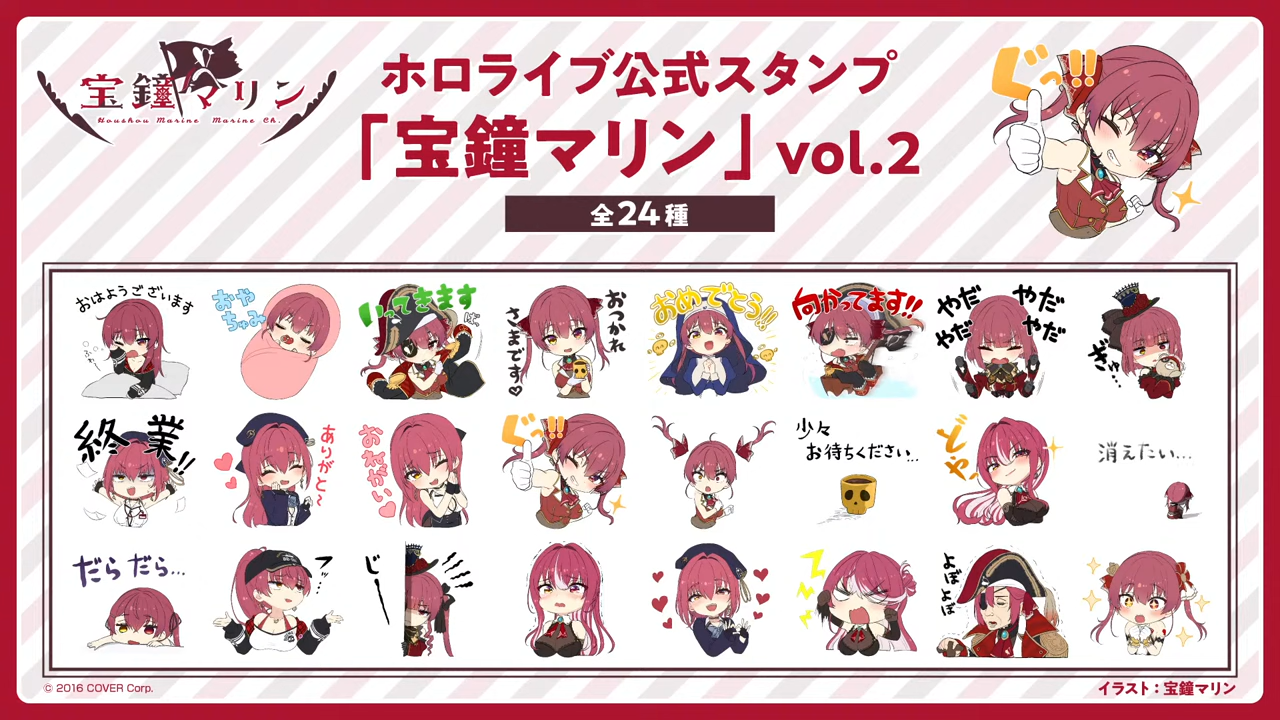 宝鐘マリン
Houshou Marine Marine Ch.
ホロライブ公式スタンプ
「宝鐘マリン」vol.2
全24種
ぐっ!!
おはようございます
ふわ
おやちゅみ
いってきます
ばっ
おつかれ
さまです♡
おめでとう!!
向かってます!!
やだ
やだ
やだ
やだ
ぎゅ…
終業!!
ありがと～
おねがい
ぐっ!!
少々
お待ちください…
どやっ
消えたい…
だらだら…
フッ…
じーっ
よぼ
よぼ
© 2016 COVER Corp.
イラスト：宝鐘マリン